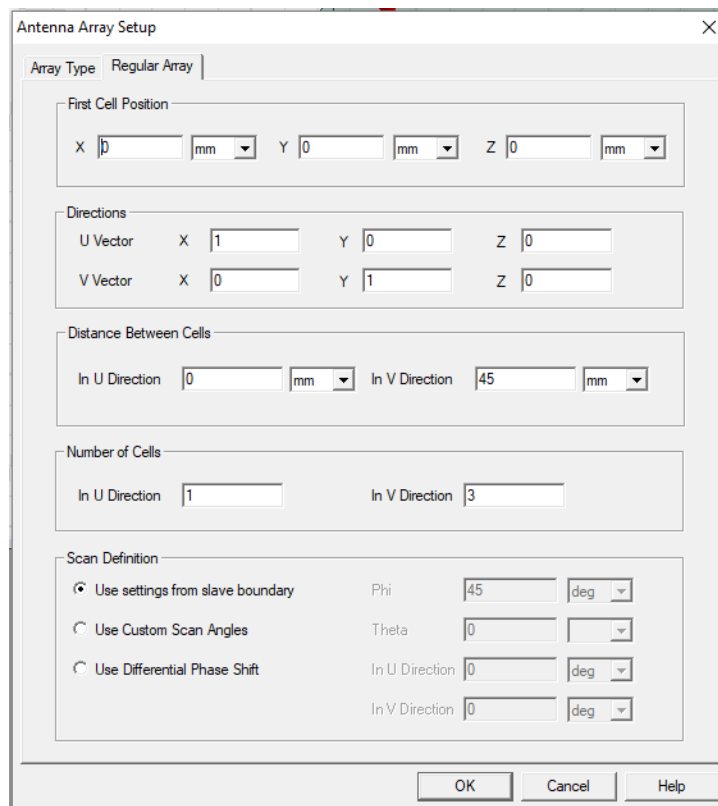 Antenna Array Setup
Array Type Regular Array
First Cell Position
X 0 mm Y 0 mm Z 0 mm
Directions
U Vector X 1 Y 0 Z 0
V Vector X 0 Y 1 Z 0
Distance Between Cells
In U Direction 0 mm In V Direction 45 mm
Number of Cells
In U Direction 1 In V Direction 3
Scan Definition
Use settings from slave boundary Phi 45 deg
Use Custom Scan Angles Theta 0
Use Differential Phase Shift In U Direction 0 deg
In V Direction 0 deg
OK Cancel Help